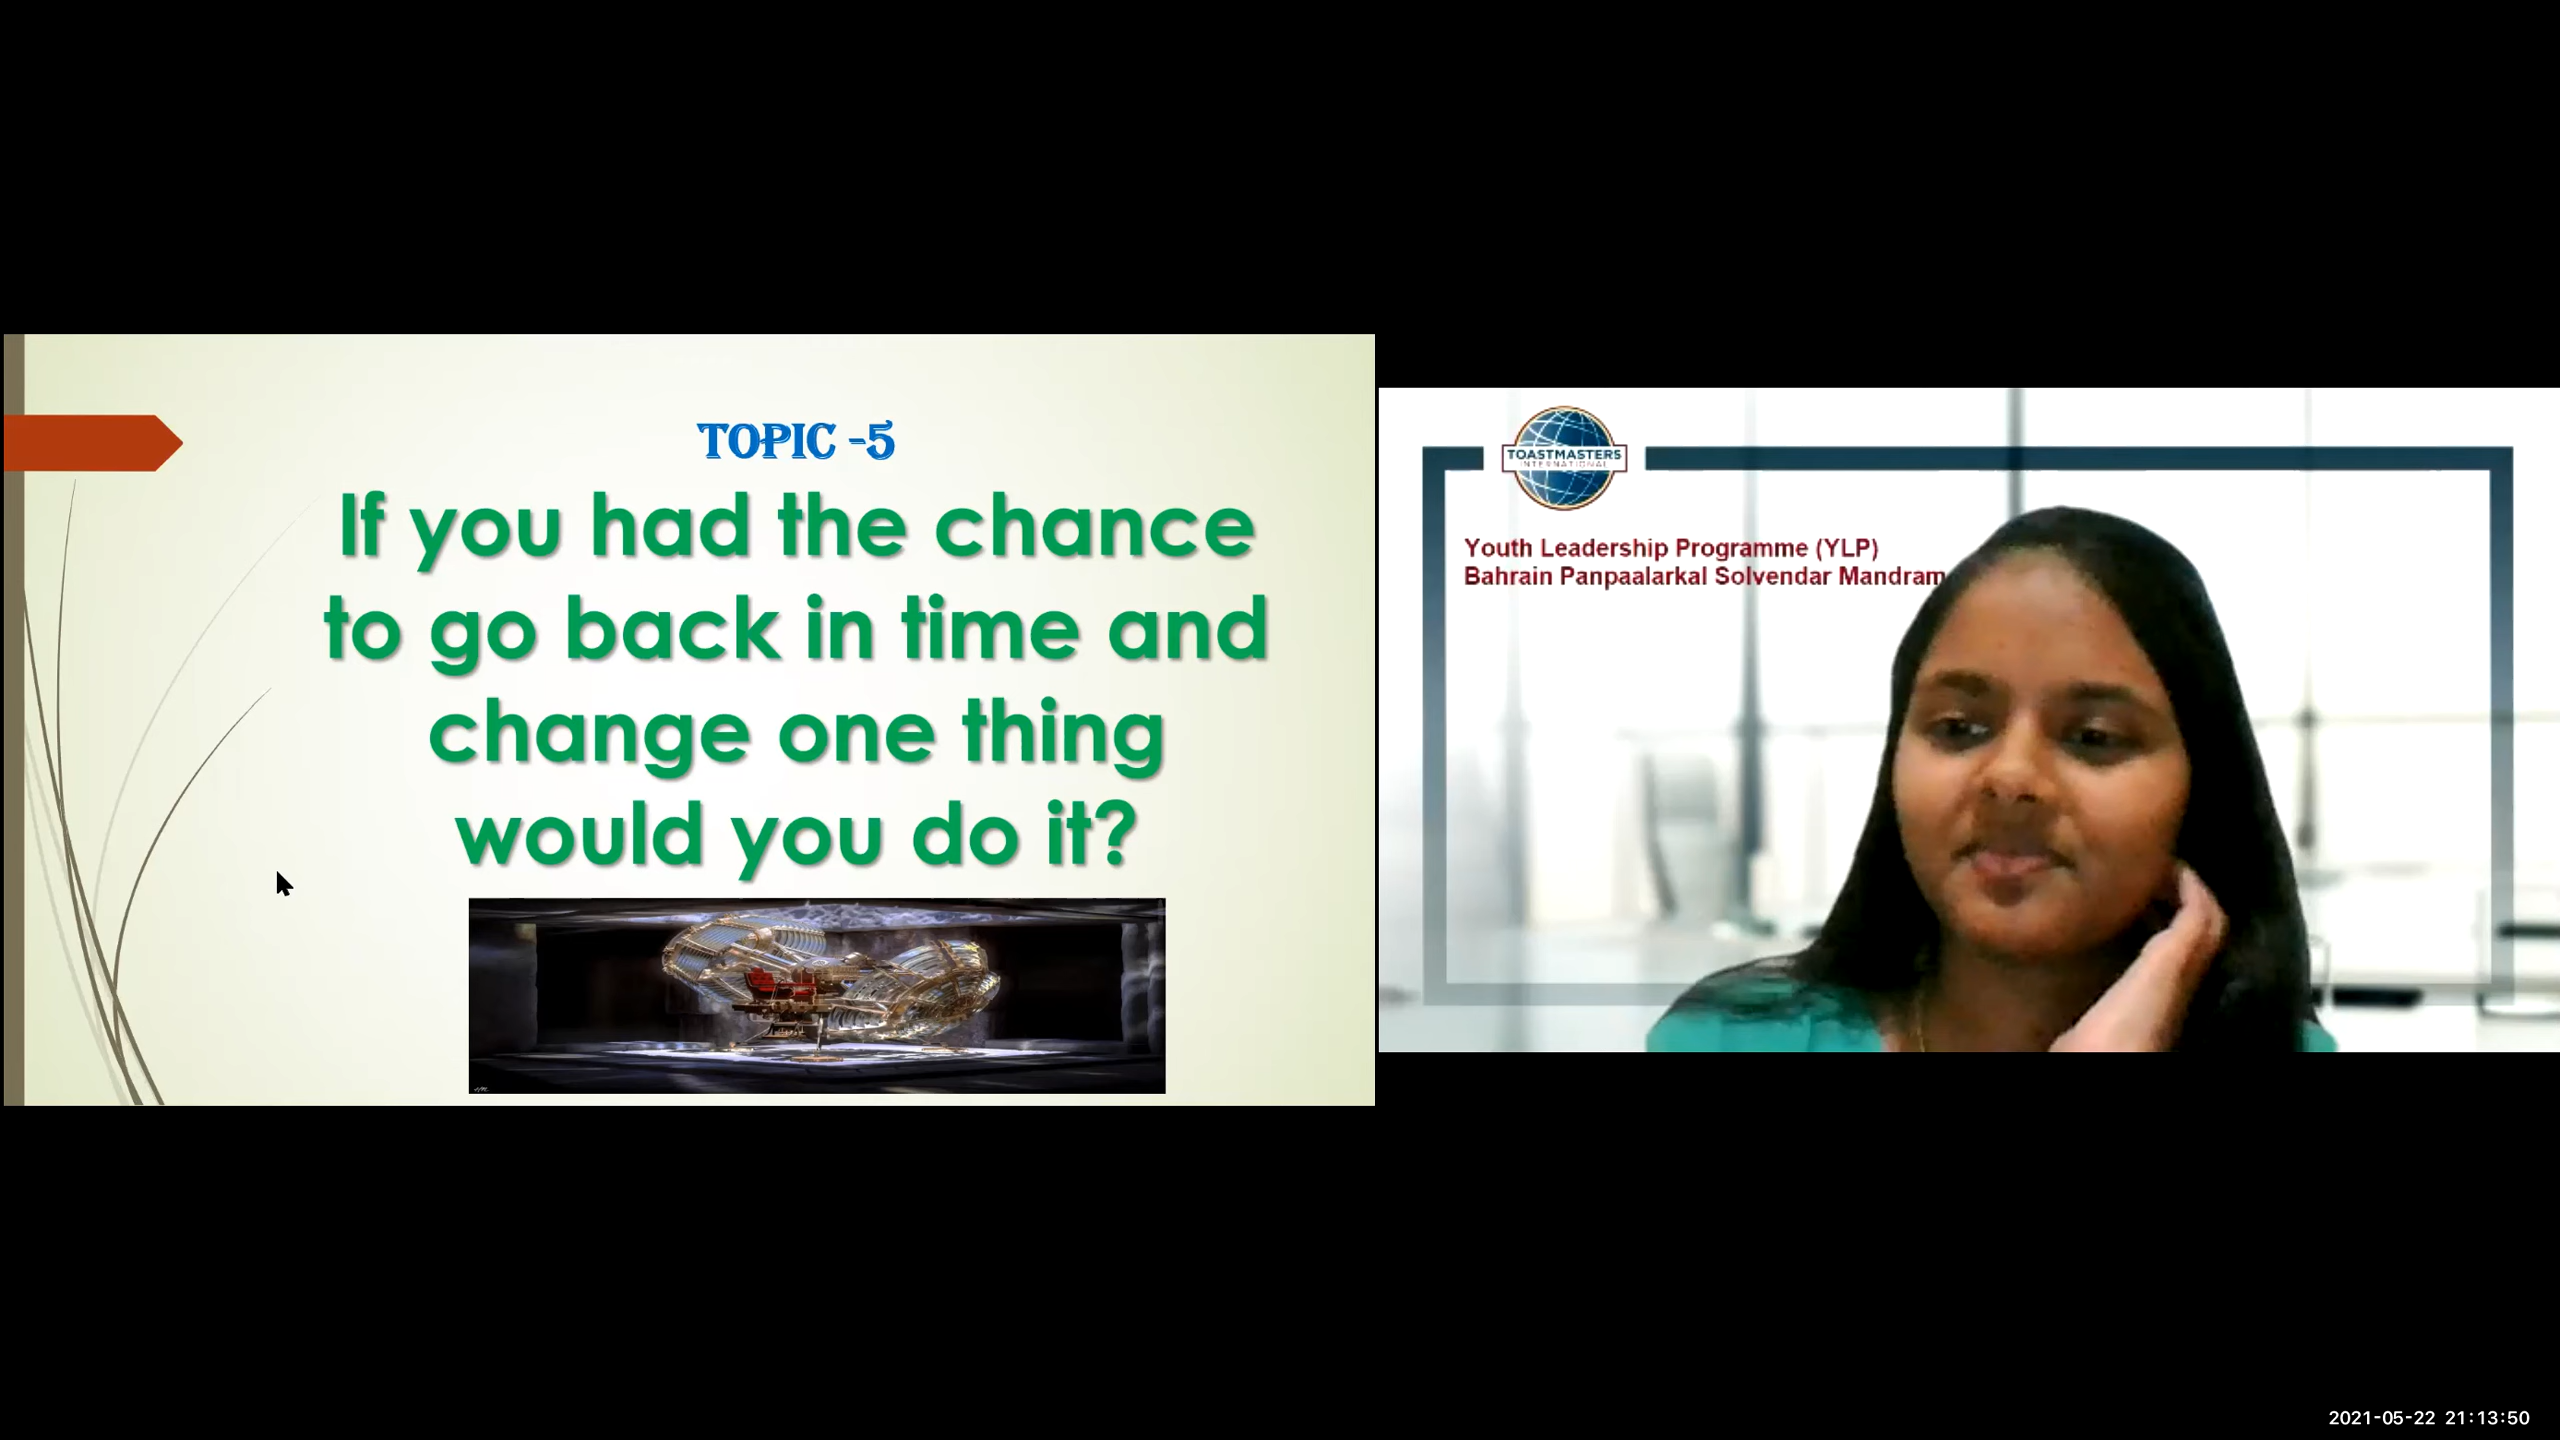 TOPIC -5
If you had the chance
to go back in time and
change one thing
would you do it?
TOASTMASTERS
INTERNATIONAL
Youth Leadership Programme (YLP)
Bahrain Panpaalarkal Solvendar Mandram
2021-05-22 21:13:50